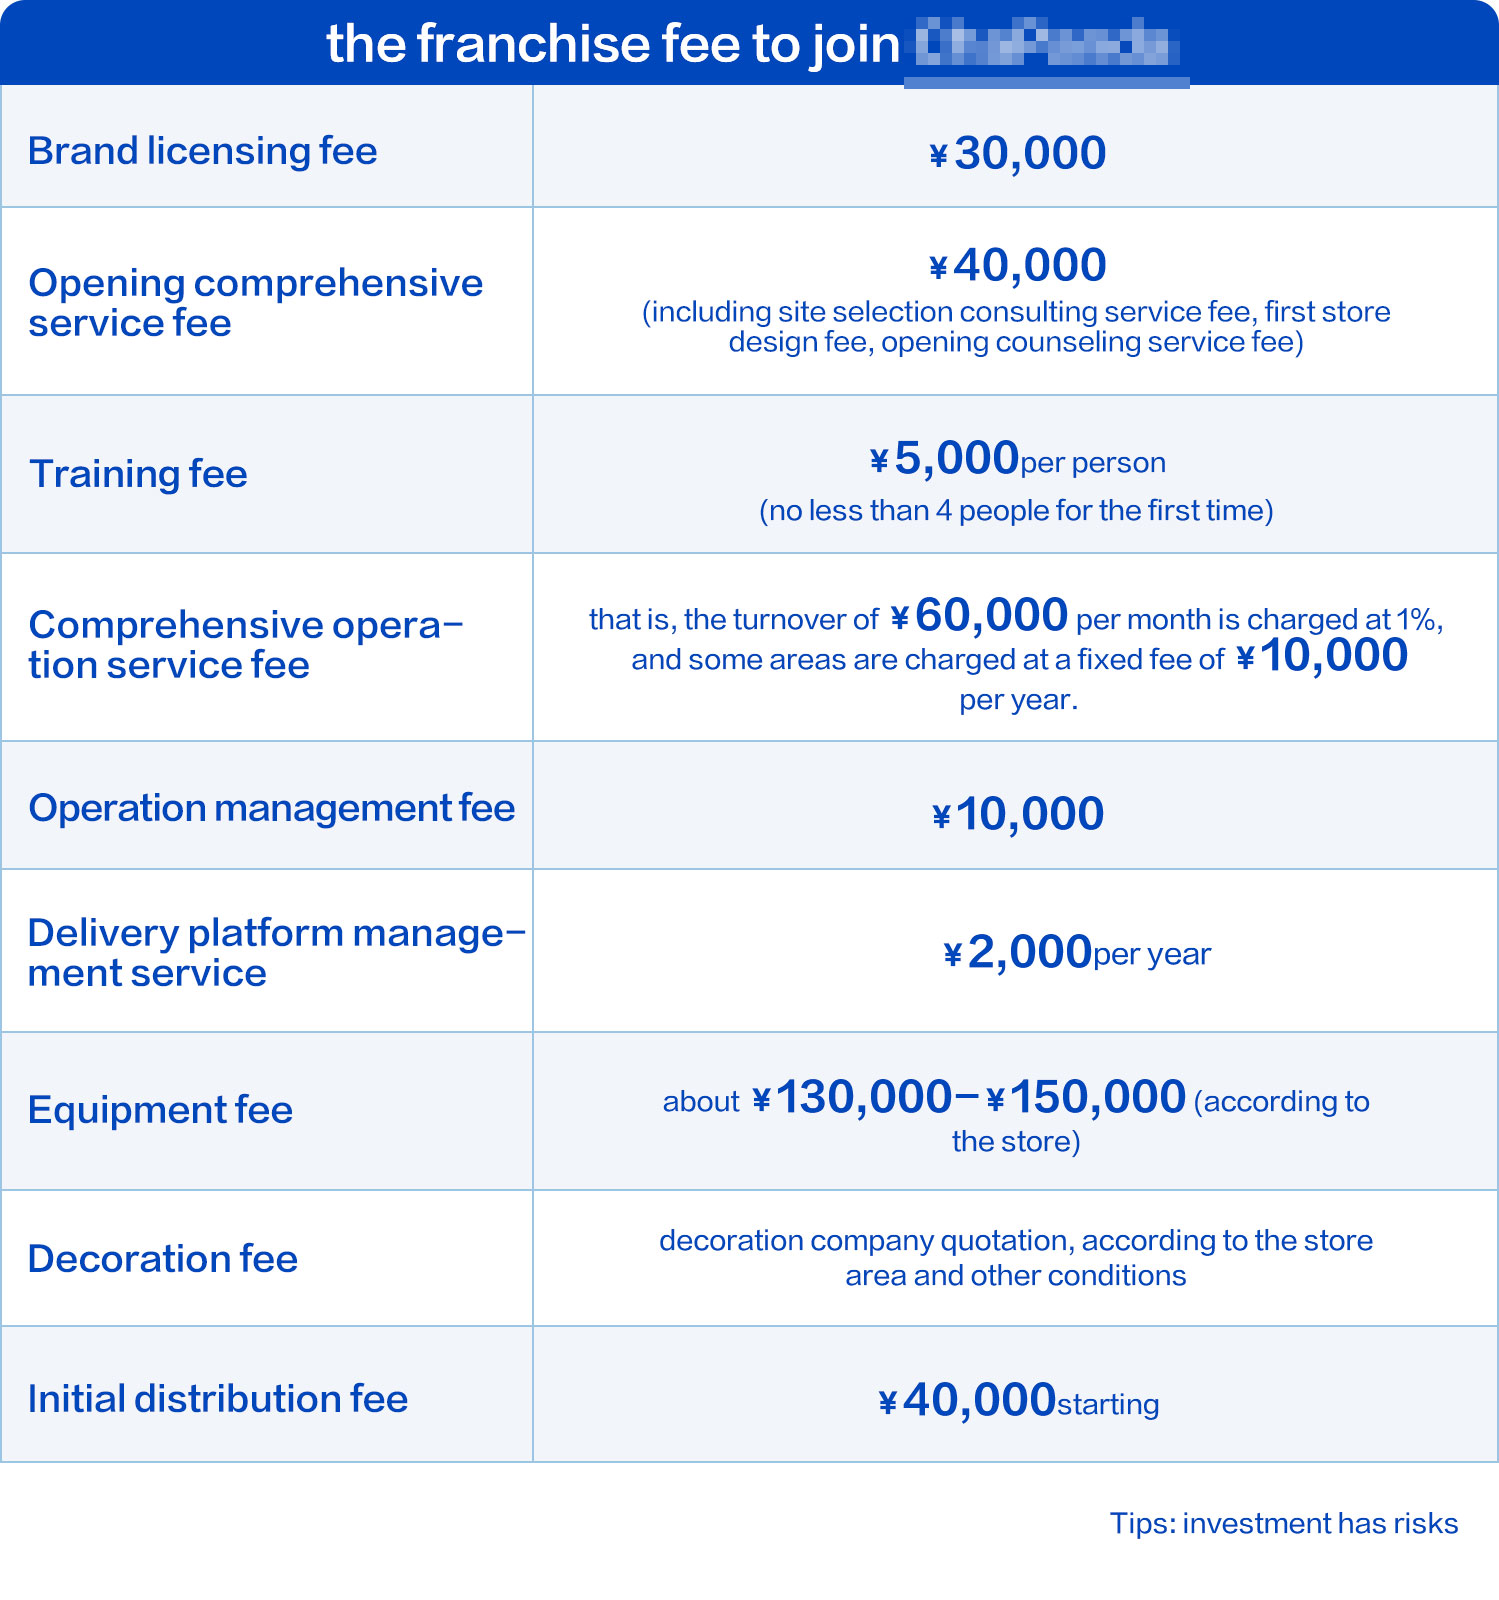 the franchise fee to join
Brand licensing fee
¥30,000
Opening comprehensive
service fee
¥40,000
(including site selection consulting service fee, first store
design fee, opening counseling service fee)
Training fee
¥5,000per person
(no less than 4 people for the first time)
Comprehensive opera–
tion service fee
that is, the turnover of ¥60,000 per month is charged at 1%,
and some areas are charged at a fixed fee of ¥10,000
per year.
Operation management fee
¥10,000
Delivery platform manage–
ment service
¥2,000per year
Equipment fee
about ¥130,000–¥150,000 (according to
the store)
Decoration fee
decoration company quotation, according to the store
area and other conditions
Initial distribution fee
¥40,000starting
Tips: investment has risks